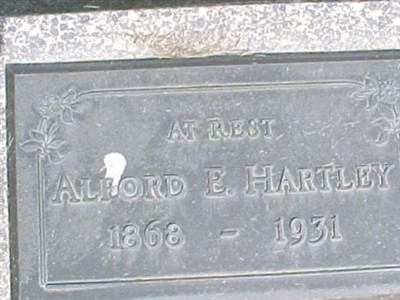 AT REST
ALFORD E. HARTLEY
1868 - 1931